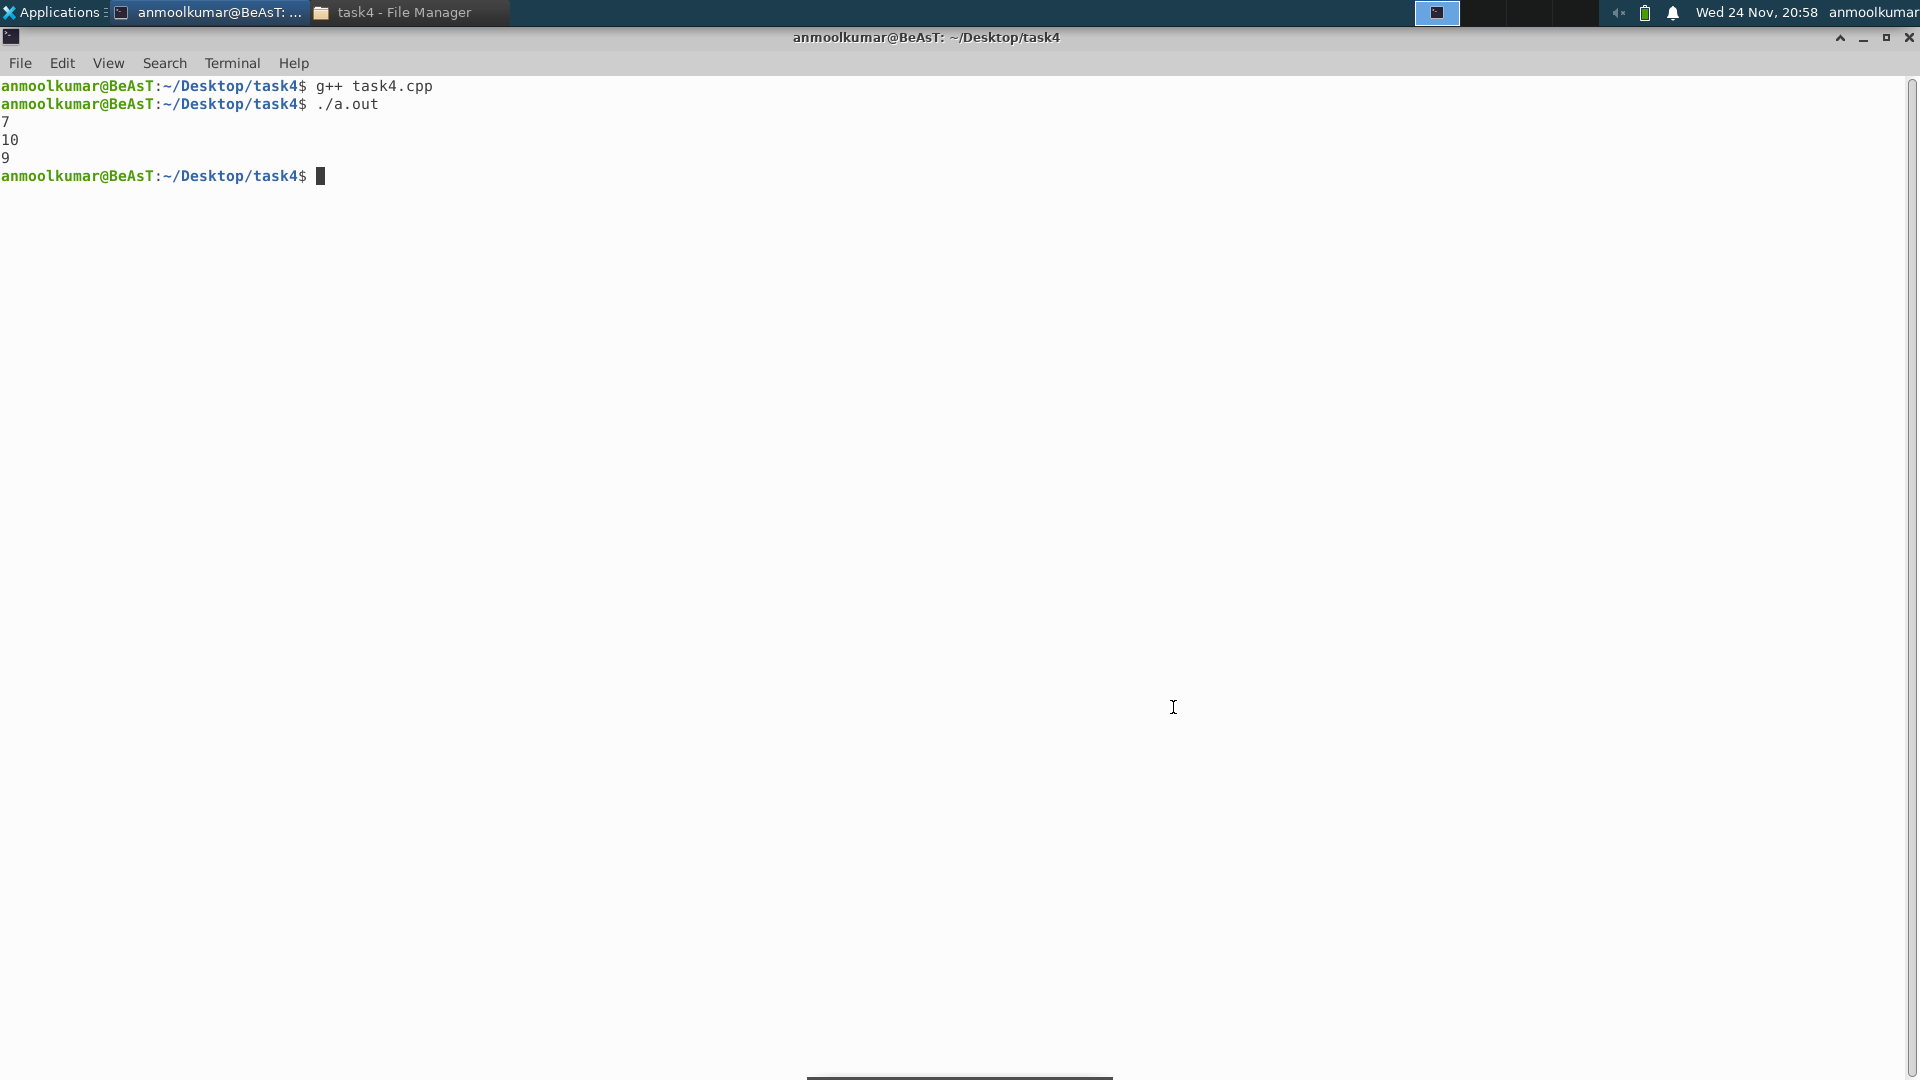 Applications anmoolkumar@BeAsT: ... task4 - File Manager Wed 24 Nov, 20:58 anmoolkumar
anmoolkumar@BeAsT: ~/Desktop/task4
File Edit View Search Terminal Help
anmoolkumar@BeAsT:~/Desktop/task4$ g++ task4.cpp
anmoolkumar@BeAsT:~/Desktop/task4$ ./a.out
7
10
9
anmoolkumar@BeAsT:~/Desktop/task4$